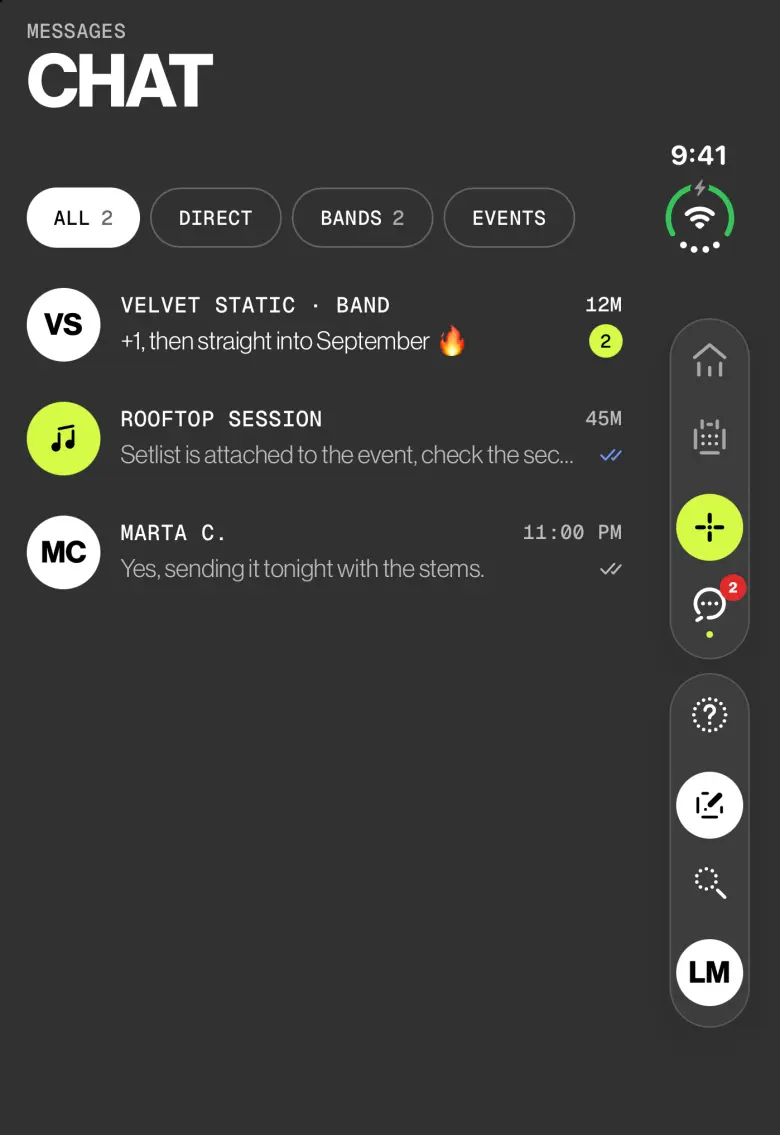 MESSAGES
CHAT
9:41
ALL 2
DIRECT
BANDS 2
EVENTS
VS
VELVET STATIC · BAND
12M
+1, then straight into September 🔥
2
ROOFTOP SESSION
45M
Setlist is attached to the event, check the sec...
MC
MARTA C.
11:00 PM
Yes, sending it tonight with the stems.
2
?
LM